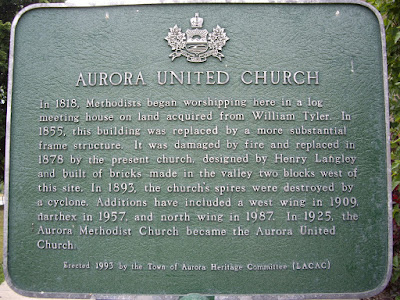 AURORA UNITED CHURCH
In 1818, Methodists began worshipping here in a log
meeting house on land acquired from William Tyler. In
1855, this building was replaced by a more substantial
frame structure. It was damaged by fire and replaced in
1878 by the present church, designed by Henry Langley
and built of bricks made in the valley two blocks west of
this site. In 1893, the church's spires were destroyed by
a cyclone. Additions have included a west wing in 1909,
narthex in 1957, and north wing in 1987. In 1925, the
Aurora Methodist Church became the Aurora United
Church.
Erected 1993 by the Town of Aurora Heritage Committee (LACAC)